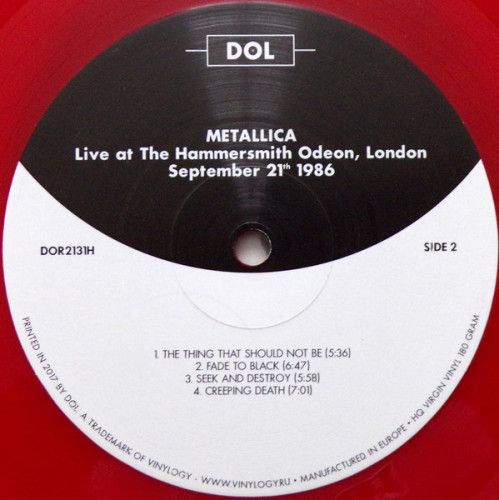 DOL
METALLICA
Live at The Hammersmith Odeon, London
September 21th 1986
DOR2131H
SIDE 2
1. THE THING THAT SHOULD NOT BE (5:36)
2. FADE TO BLACK (6:47)
3. SEEK AND DESTROY (5:58)
4. CREEPING DEATH (7:01)
PRINTED IN 2017 BY DOL. A TRADEMARK OF VINYLOGY - WWW.VINYLOGY.RU • MANUFACTURED IN EUROPE • HQ VIRGIN VINYL 180 GRAM